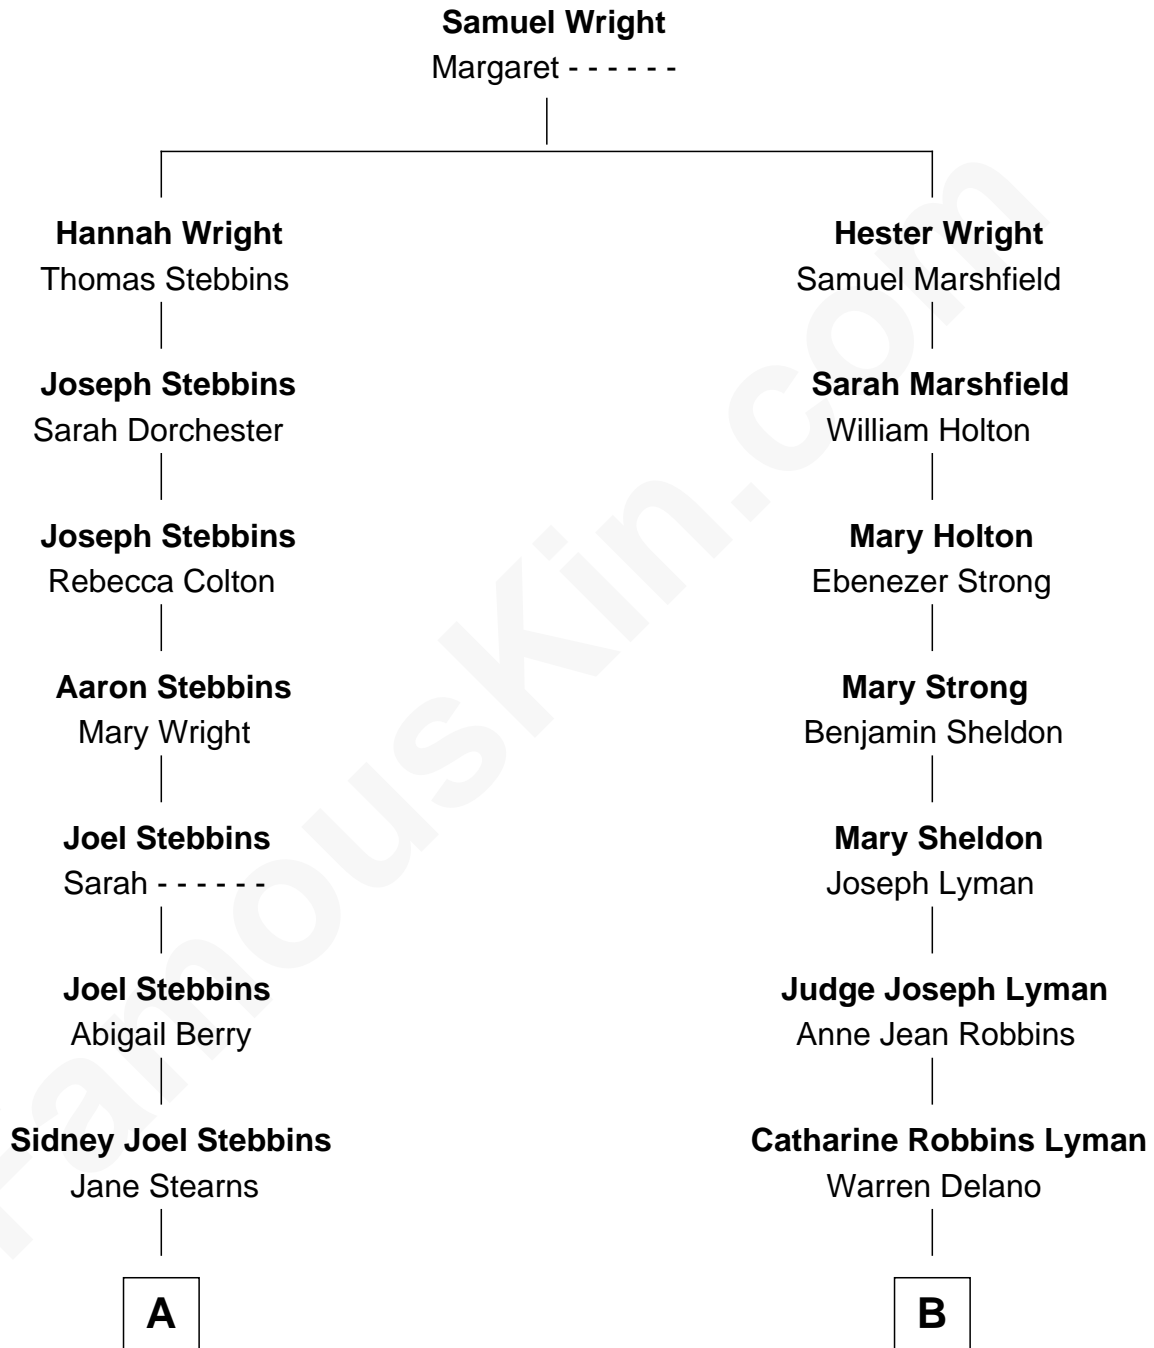 Samuel Wright
Margaret - - - - - -
Hannah Wright
Thomas Stebbins
Joseph Stebbins
Sarah Dorchester
Joseph Stebbins
Rebecca Colton
Aaron Stebbins
Mary Wright
Joel Stebbins
Sarah - - - - - -
Joel Stebbins
Abigail Berry
Sidney Joel Stebbins
Jane Stearns
A
Hester Wright
Samuel Marshfield
Sarah Marshfield
William Holton
Mary Holton
Ebenezer Strong
Mary Strong
Benjamin Sheldon
Mary Sheldon
Joseph Lyman
Judge Joseph Lyman
Anne Jean Robbins
Catharine Robbins Lyman
Warren Delano
B
FamousKin.com